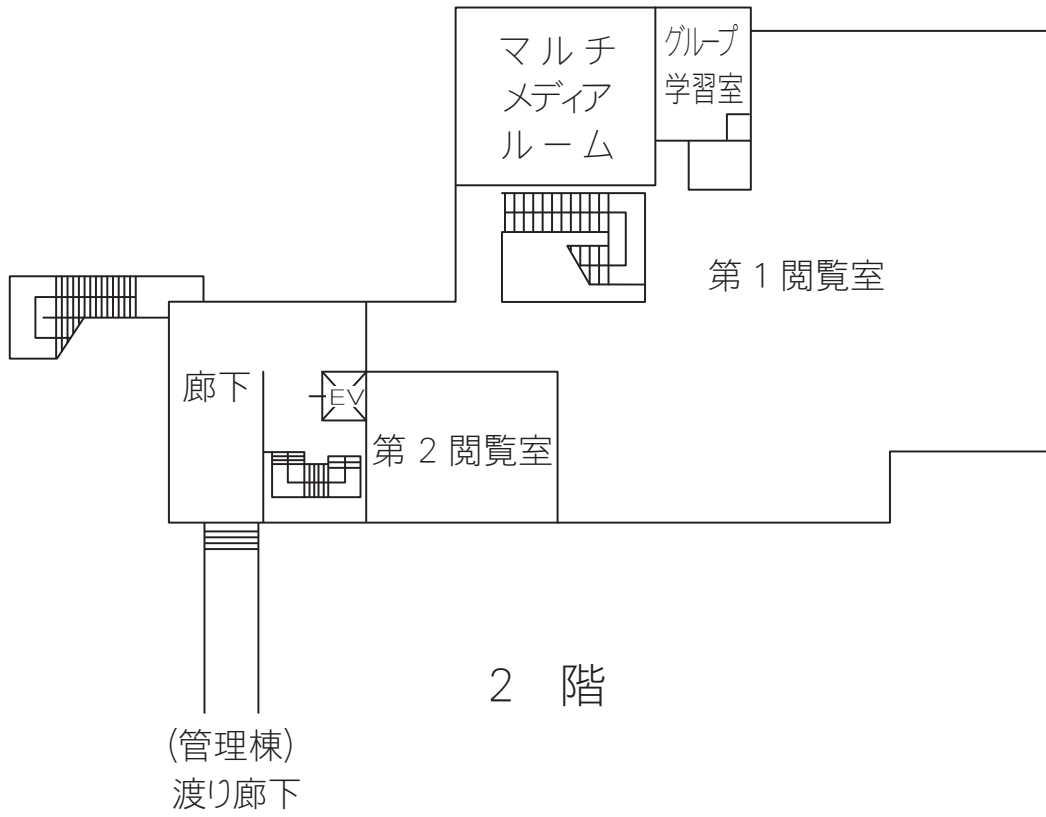 マルチ
メディア
ルーム
グループ
学習室
第1閲覧室
廊下
EV
第2閲覧室
2 階
(管理棟)
渡り廊下